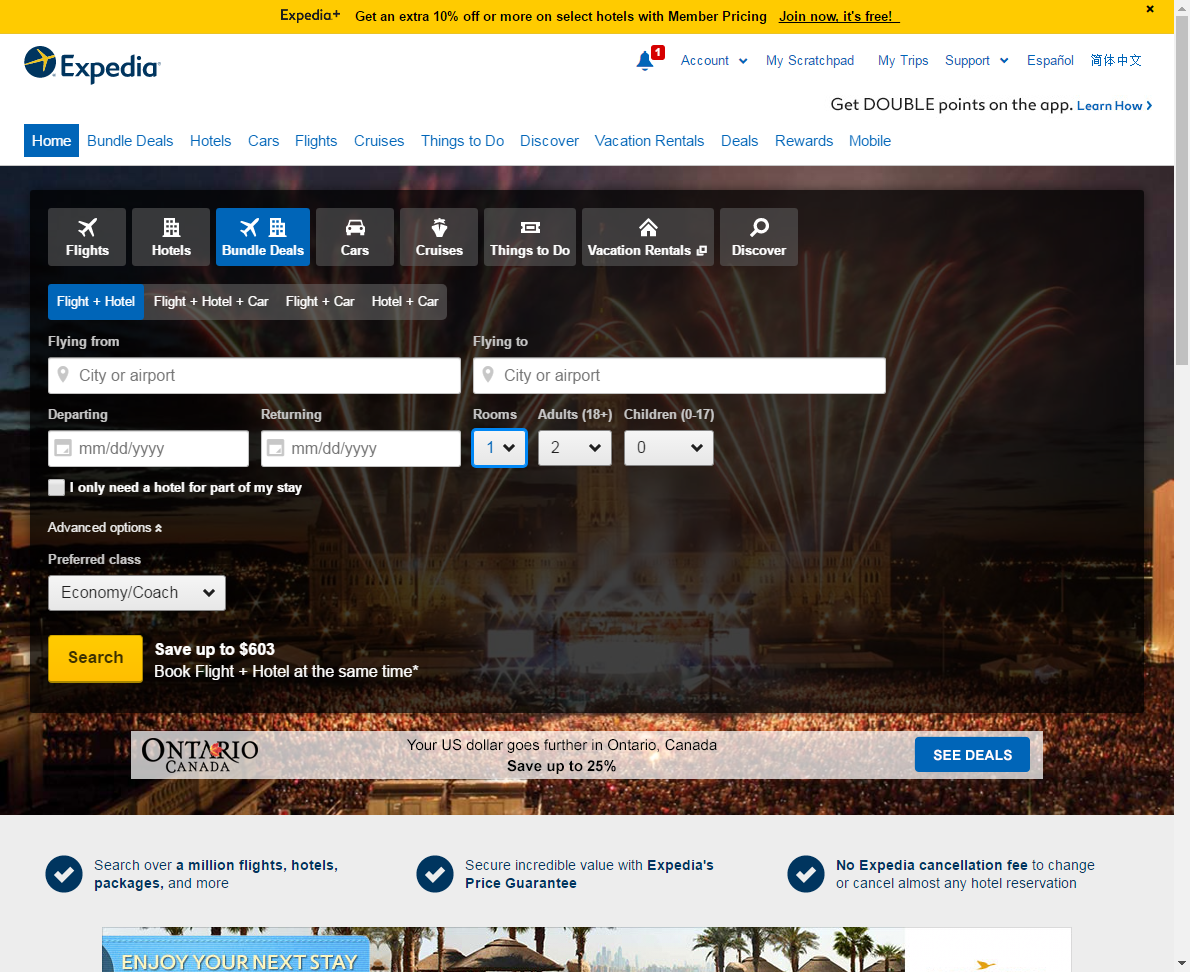 Expedia+ Get an extra 10% off or more on select hotels with Member Pricing Join now, it's free!
Expedia
1 Account My Scratchpad My Trips Support Español 简体中文
Get DOUBLE points on the app. Learn How
Home Bundle Deals Hotels Cars Flights Cruises Things to Do Discover Vacation Rentals Deals Rewards Mobile
Flights Hotels Bundle Deals Cars Cruises Things to Do Vacation Rentals Discover
Flight + Hotel Flight + Hotel + Car Flight + Car Hotel + Car
Flying from Flying to
City or airport City or airport
Departing Returning Rooms Adults (18+) Children (0-17)
mm/dd/yyyy mm/dd/yyyy 1 2 0
I only need a hotel for part of my stay
Advanced options
Preferred class
Economy/Coach
Search
Save up to $603
Book Flight + Hotel at the same time*
ONTARIO
CANADA
Your US dollar goes further in Ontario, Canada
Save up to 25%
SEE DEALS
Search over a million flights, hotels,
packages, and more
Secure incredible value with Expedia's
Price Guarantee
No Expedia cancellation fee to change
or cancel almost any hotel reservation
ENJOY YOUR NEXT STAY